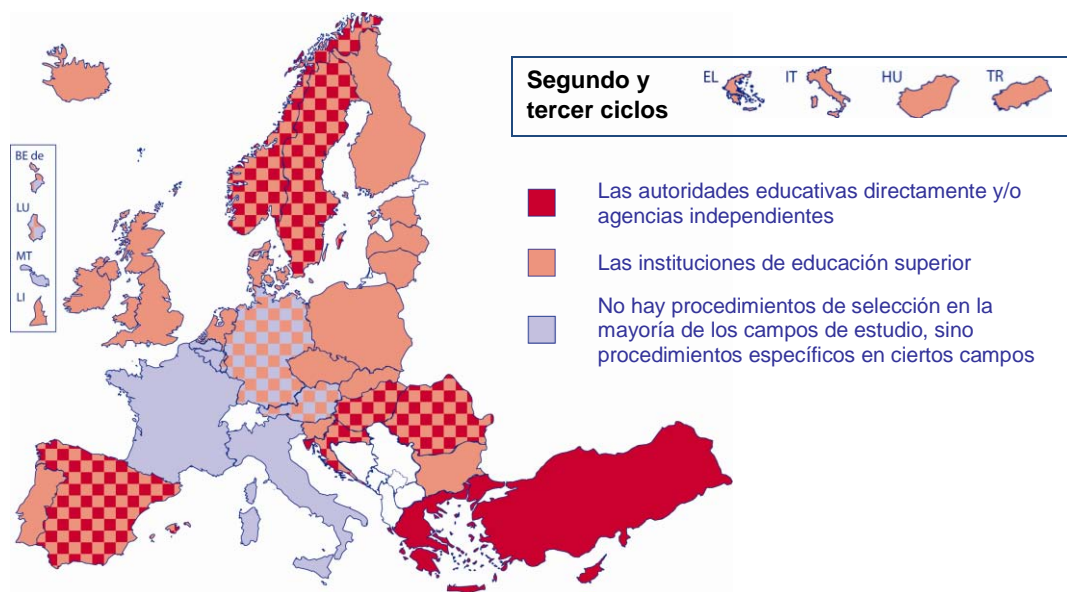 Segundo y
tercer ciclos
EL
IT
HU
TR
BE de
LU
MT
LI
Las autoridades educativas directamente y/o
agencias independientes
Las instituciones de educación superior
No hay procedimientos de selección en la
mayoría de los campos de estudio, sino
procedimientos específicos en ciertos campos